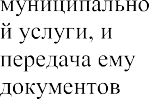 муниципально
й услуги, и
передача ему
документов